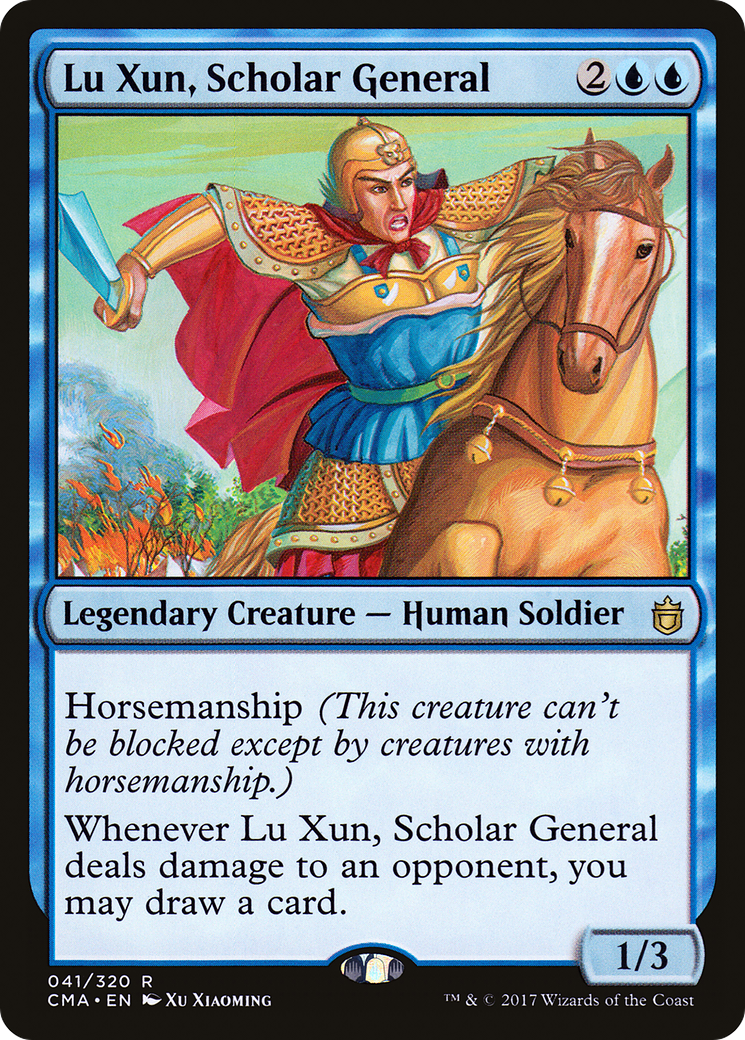 Lu Xun, Scholar General 2
Legendary Creature — Human Soldier
Horsemanship (This creature can't
be blocked except by creatures with
horsemanship.)
Whenever Lu Xun, Scholar General
deals damage to an opponent, you
may draw a card.
1/3
041/320 R
CMA • EN Xu Xiaoming
™ & © 2017 Wizards of the Coast